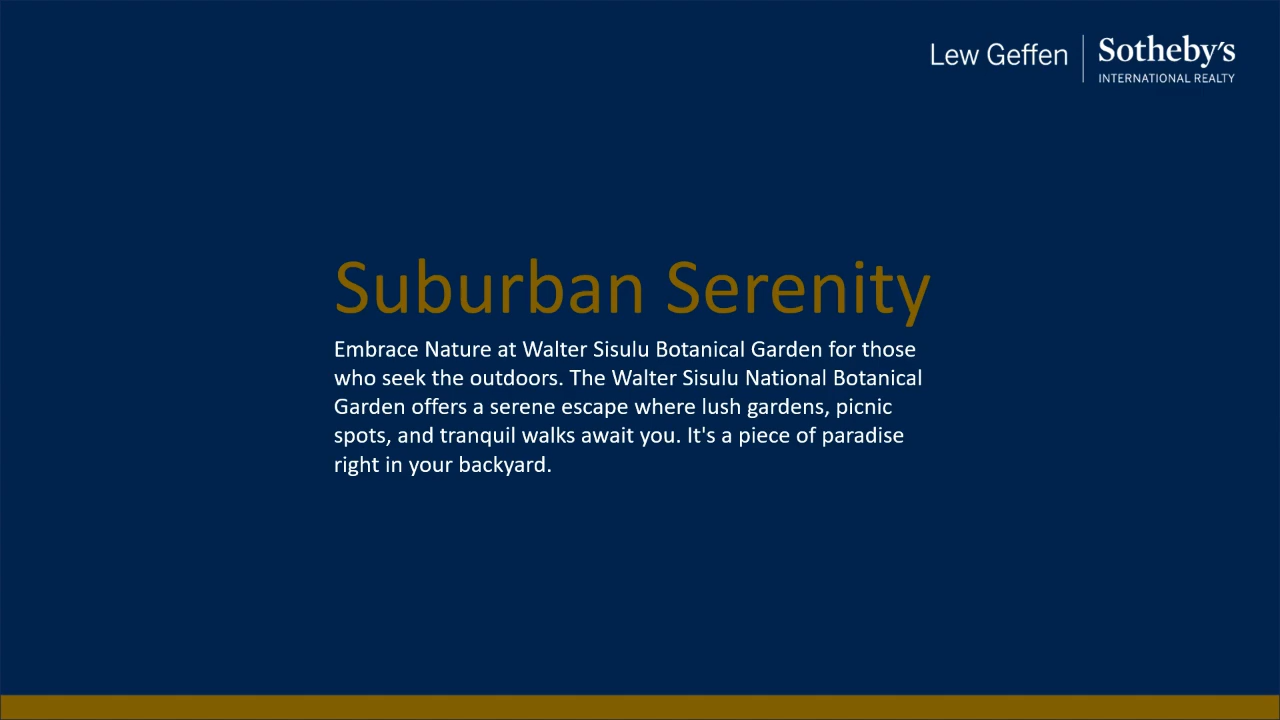 Lew Geffen
Sotheby's
INTERNATIONAL REALTY
Suburban Serenity
Embrace Nature at Walter Sisulu Botanical Garden for those
who seek the outdoors. The Walter Sisulu National Botanical
Garden offers a serene escape where lush gardens, picnic
spots, and tranquil walks await you. It's a piece of paradise
right in your backyard.